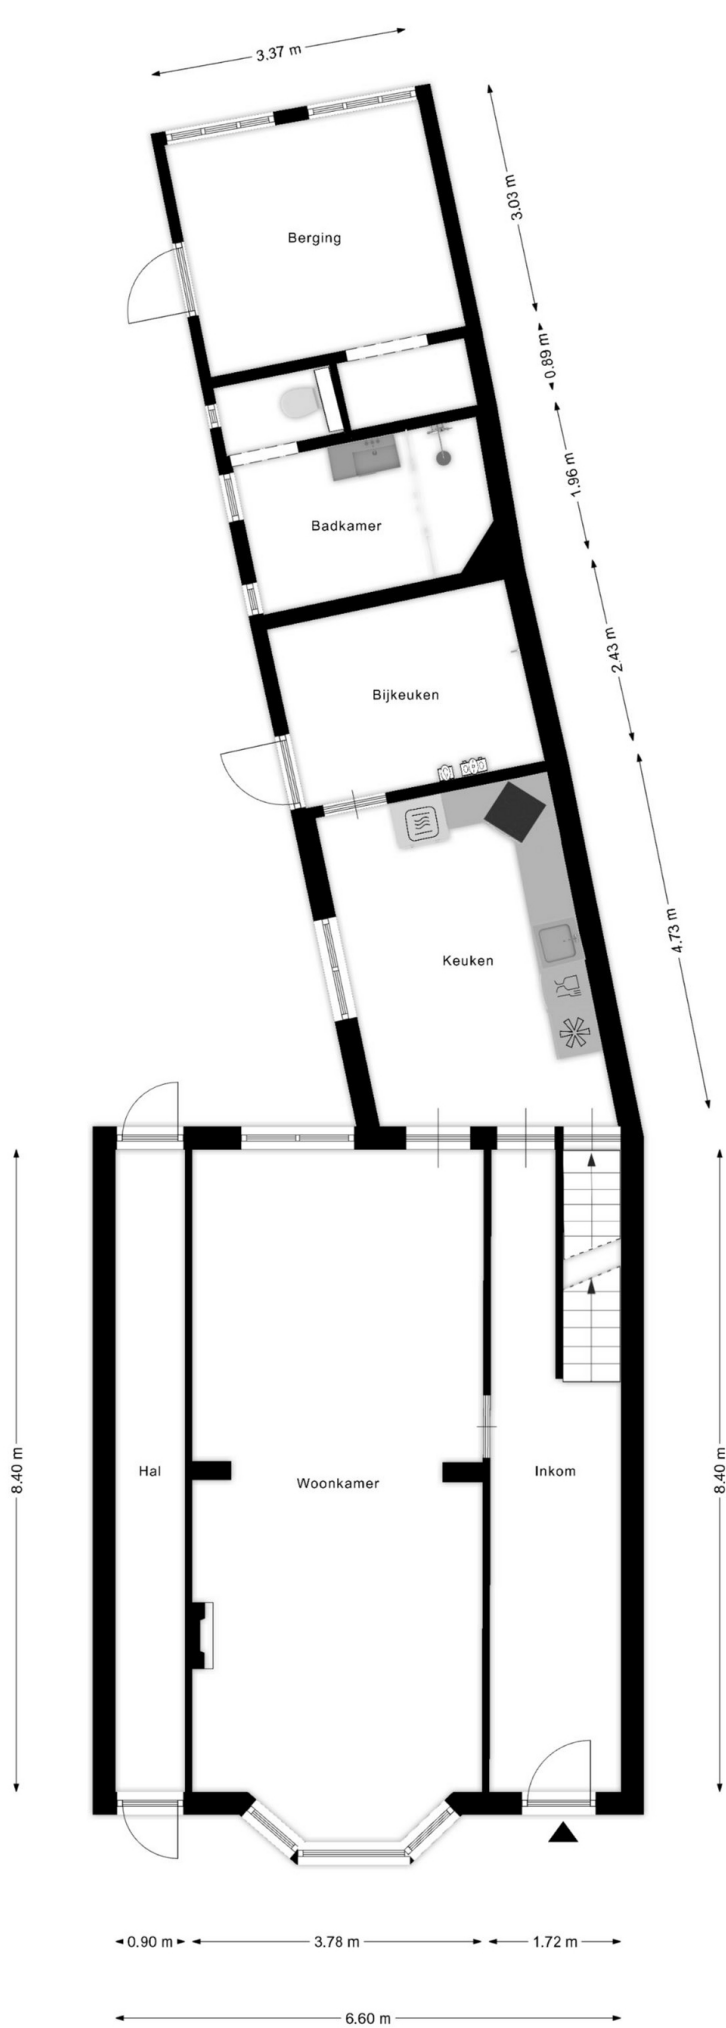 3.37 m
3.03 m
Berging
0.89 m
1.96 m
Badkamer
2.43 m
Bijkeuken
4.73 m
Keuken
8.40 m
Hal
Woonkamer
Inkom
8.40 m
0.90 m
3.78 m
1.72 m
6.60 m